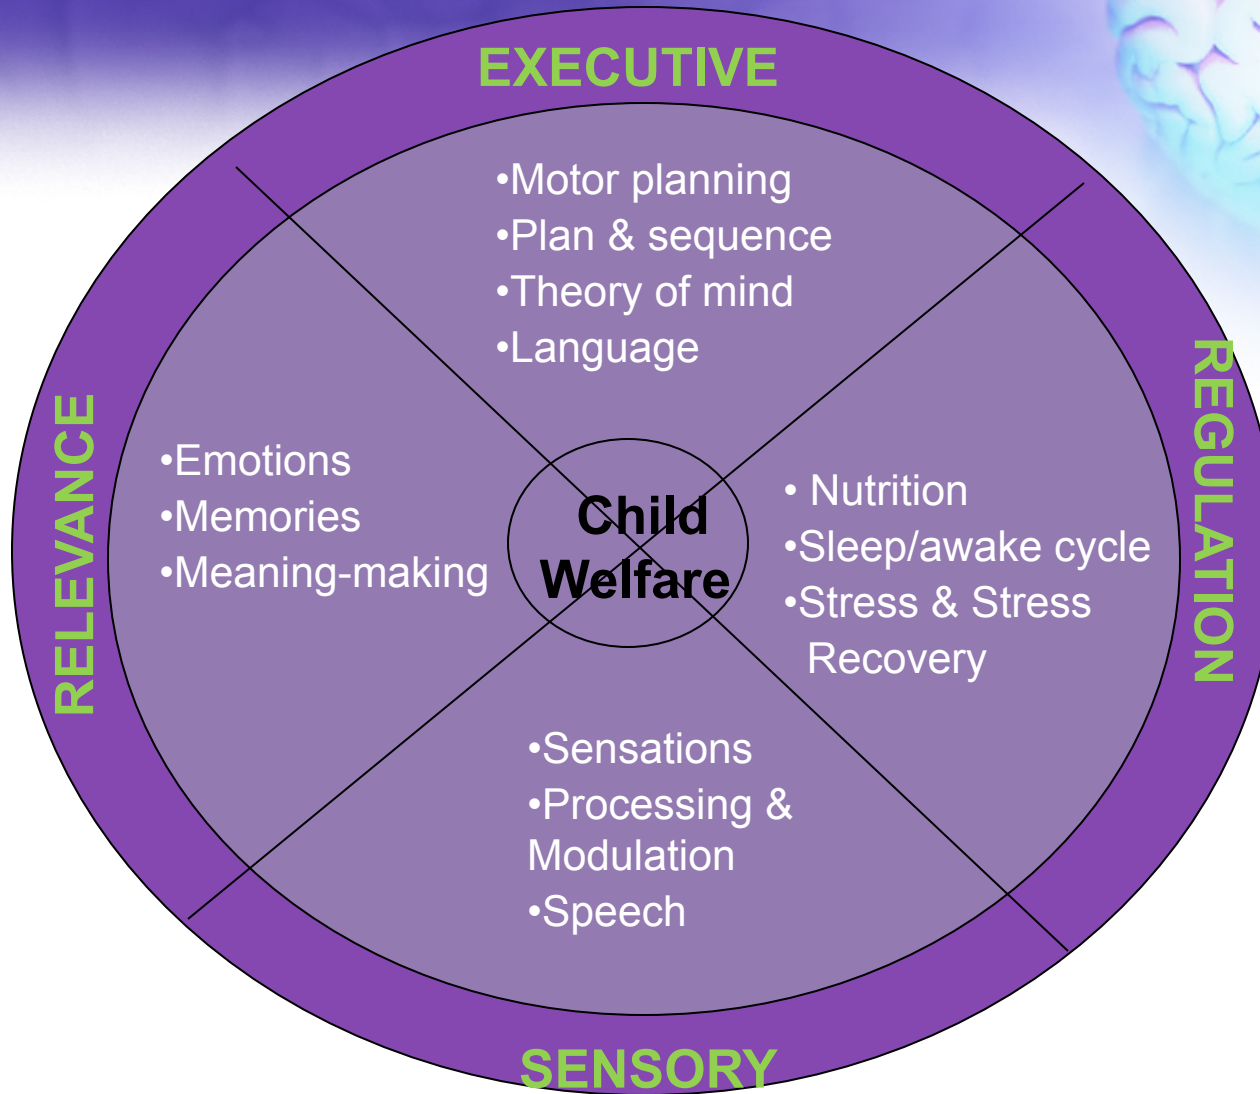 EXECUTIVE
•Motor planning
•Plan & sequence
•Theory of mind
•Language
RELEVANCE
•Emotions
•Memories
•Meaning-making
Child
Welfare
REGULATION
• Nutrition
•Sleep/awake cycle
•Stress & Stress
Recovery
•Sensations
•Processing &
Modulation
•Speech
SENSORY